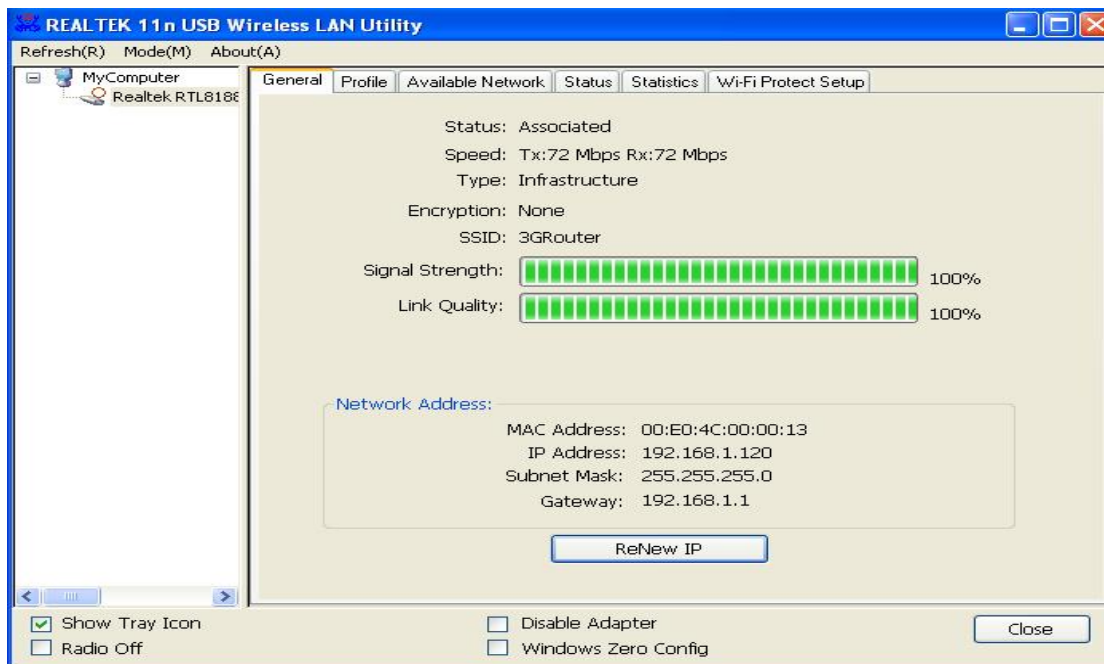 REALTEK 11n USB Wireless LAN Utility
Refresh(R) Mode(M) About(A)
MyComputer
Realtek RTL8188
General Profile Available Network Status Statistics Wi-Fi Protect Setup
Status: Associated
Speed: Tx:72 Mbps Rx:72 Mbps
Type: Infrastructure
Encryption: None
SSID: 3GRouter
Signal Strength: 100%
Link Quality: 100%
Network Address:
MAC Address: 00:E0:4C:00:00:13
IP Address: 192.168.1.120
Subnet Mask: 255.255.255.0
Gateway: 192.168.1.1
ReNew IP
Show Tray Icon Disable Adapter
Radio Off Windows Zero Config
Close